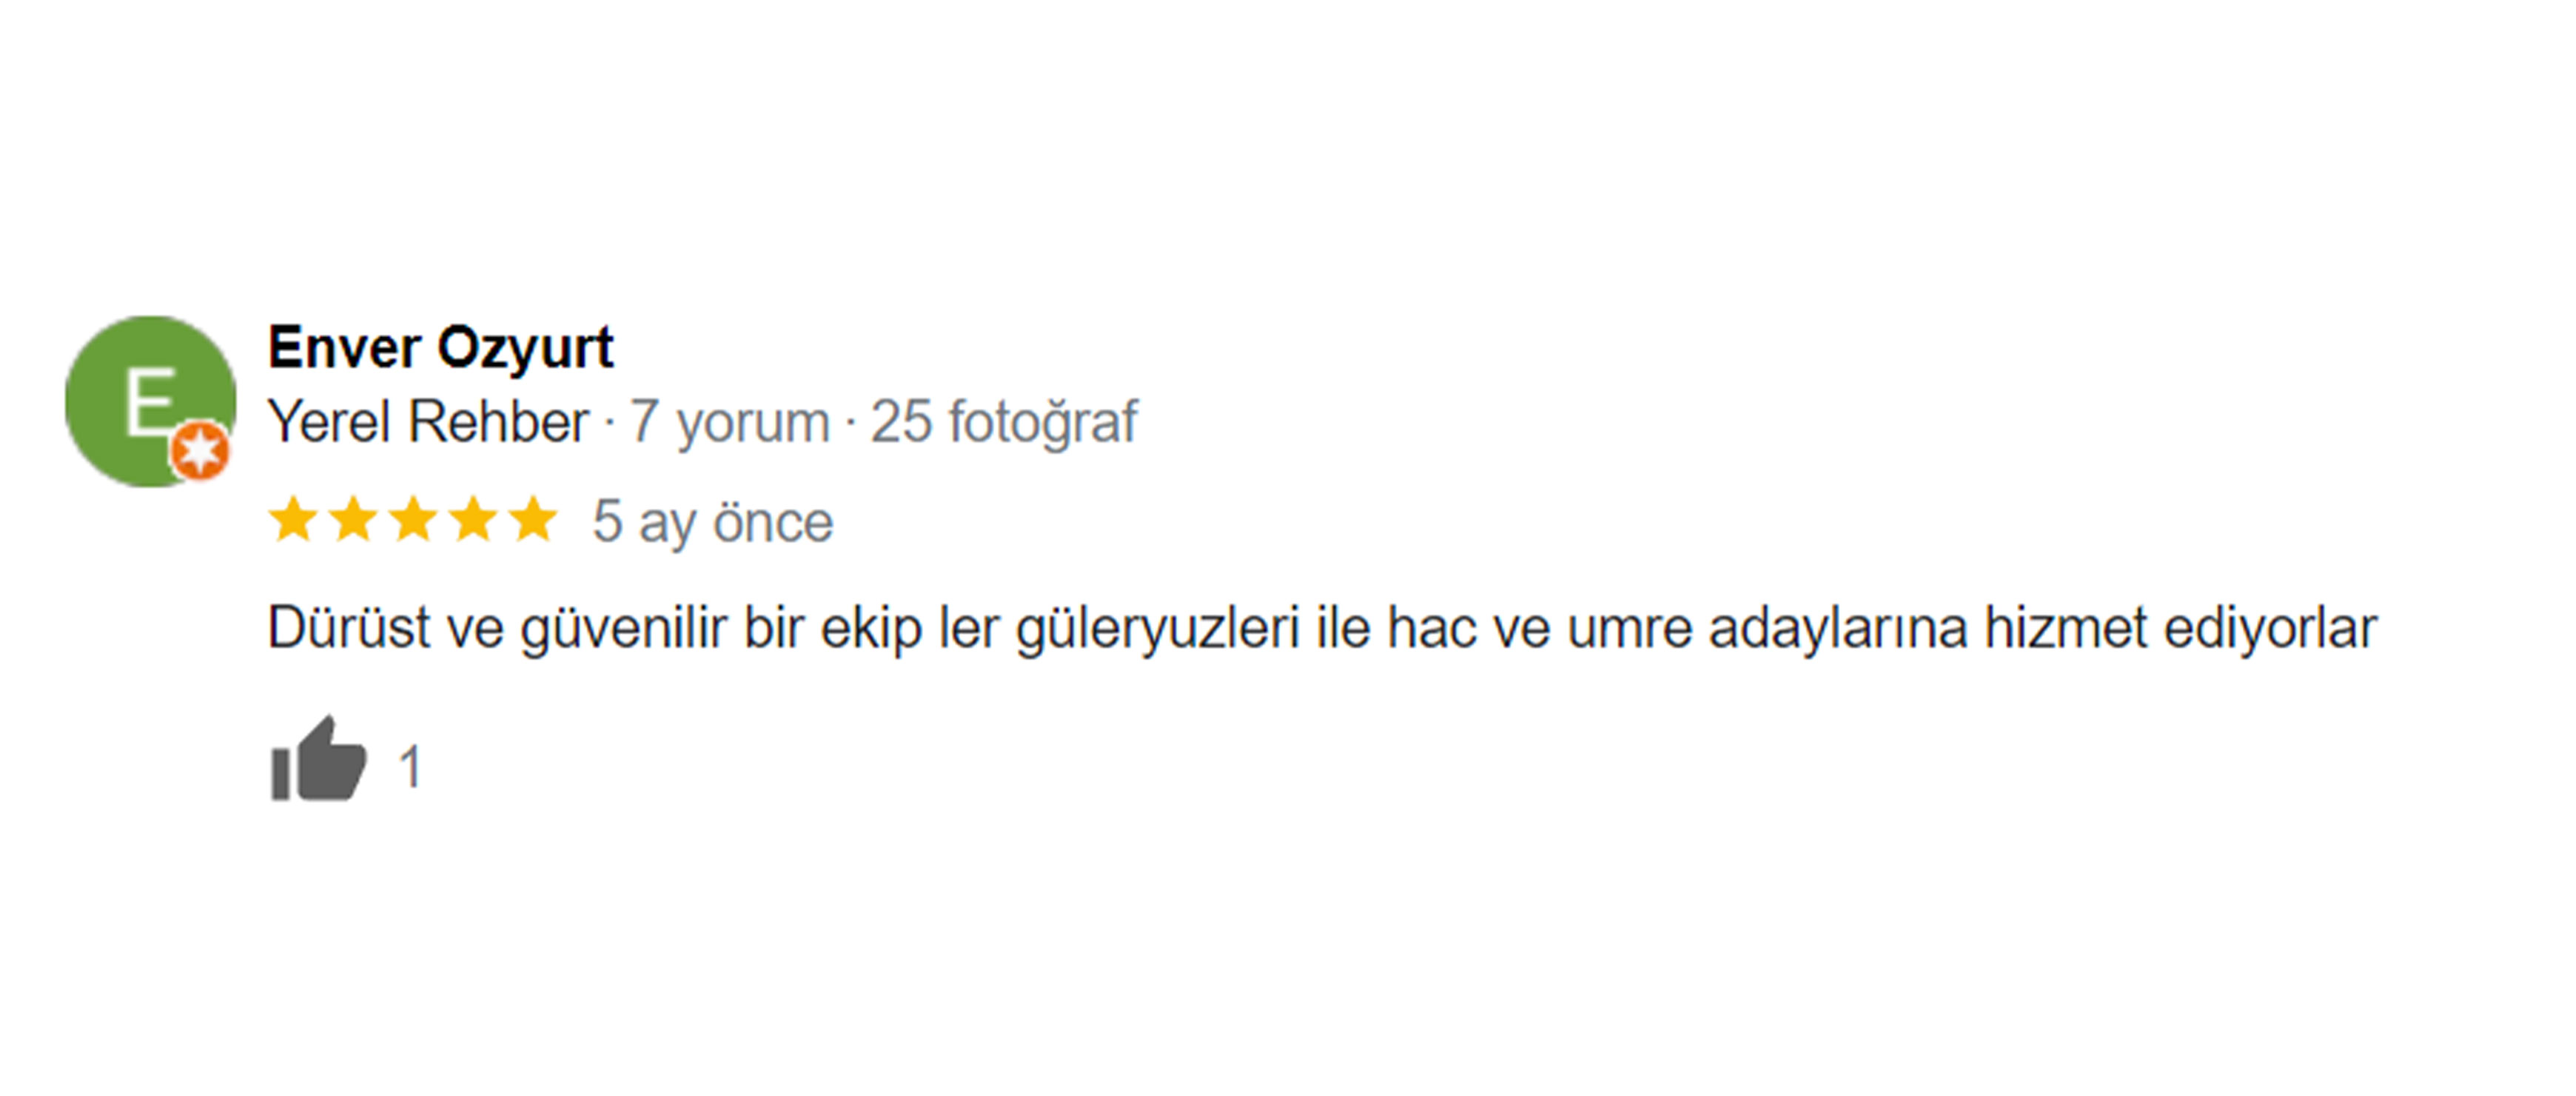 E
Enver Ozyurt
Yerel Rehber · 7 yorum · 25 fotoğraf
5 ay önce
Dürüst ve güvenilir bir ekip ler güleryuzleri ile hac ve umre adaylarına hizmet ediyorlar
1